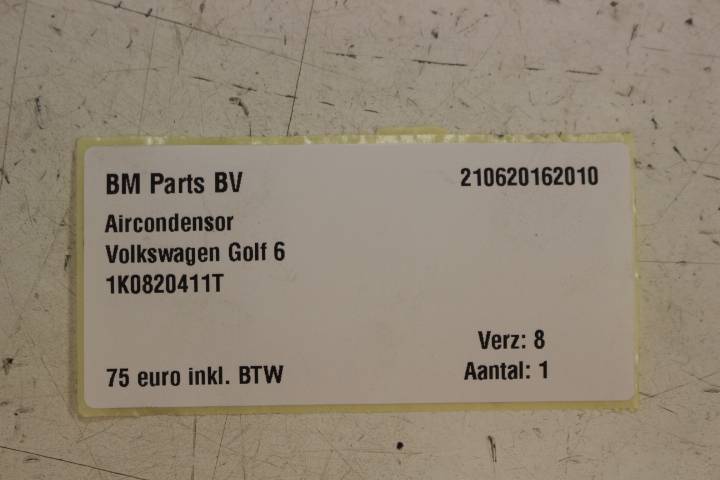 BM Parts BV 210620162010
Aircondensor
Volkswagen Golf 6
1K0820411T
Verz: 8
75 euro inkl. BTW Aantal: 1